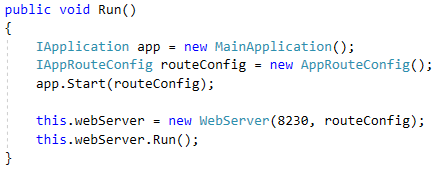 public void Run()
{
    IApplication app = new MainApplication();
    IAppRouteConfig routeConfig = new AppRouteConfig();
    app.Start(routeConfig);

    this.webServer = new WebServer(8230, routeConfig);
    this.webServer.Run();
}